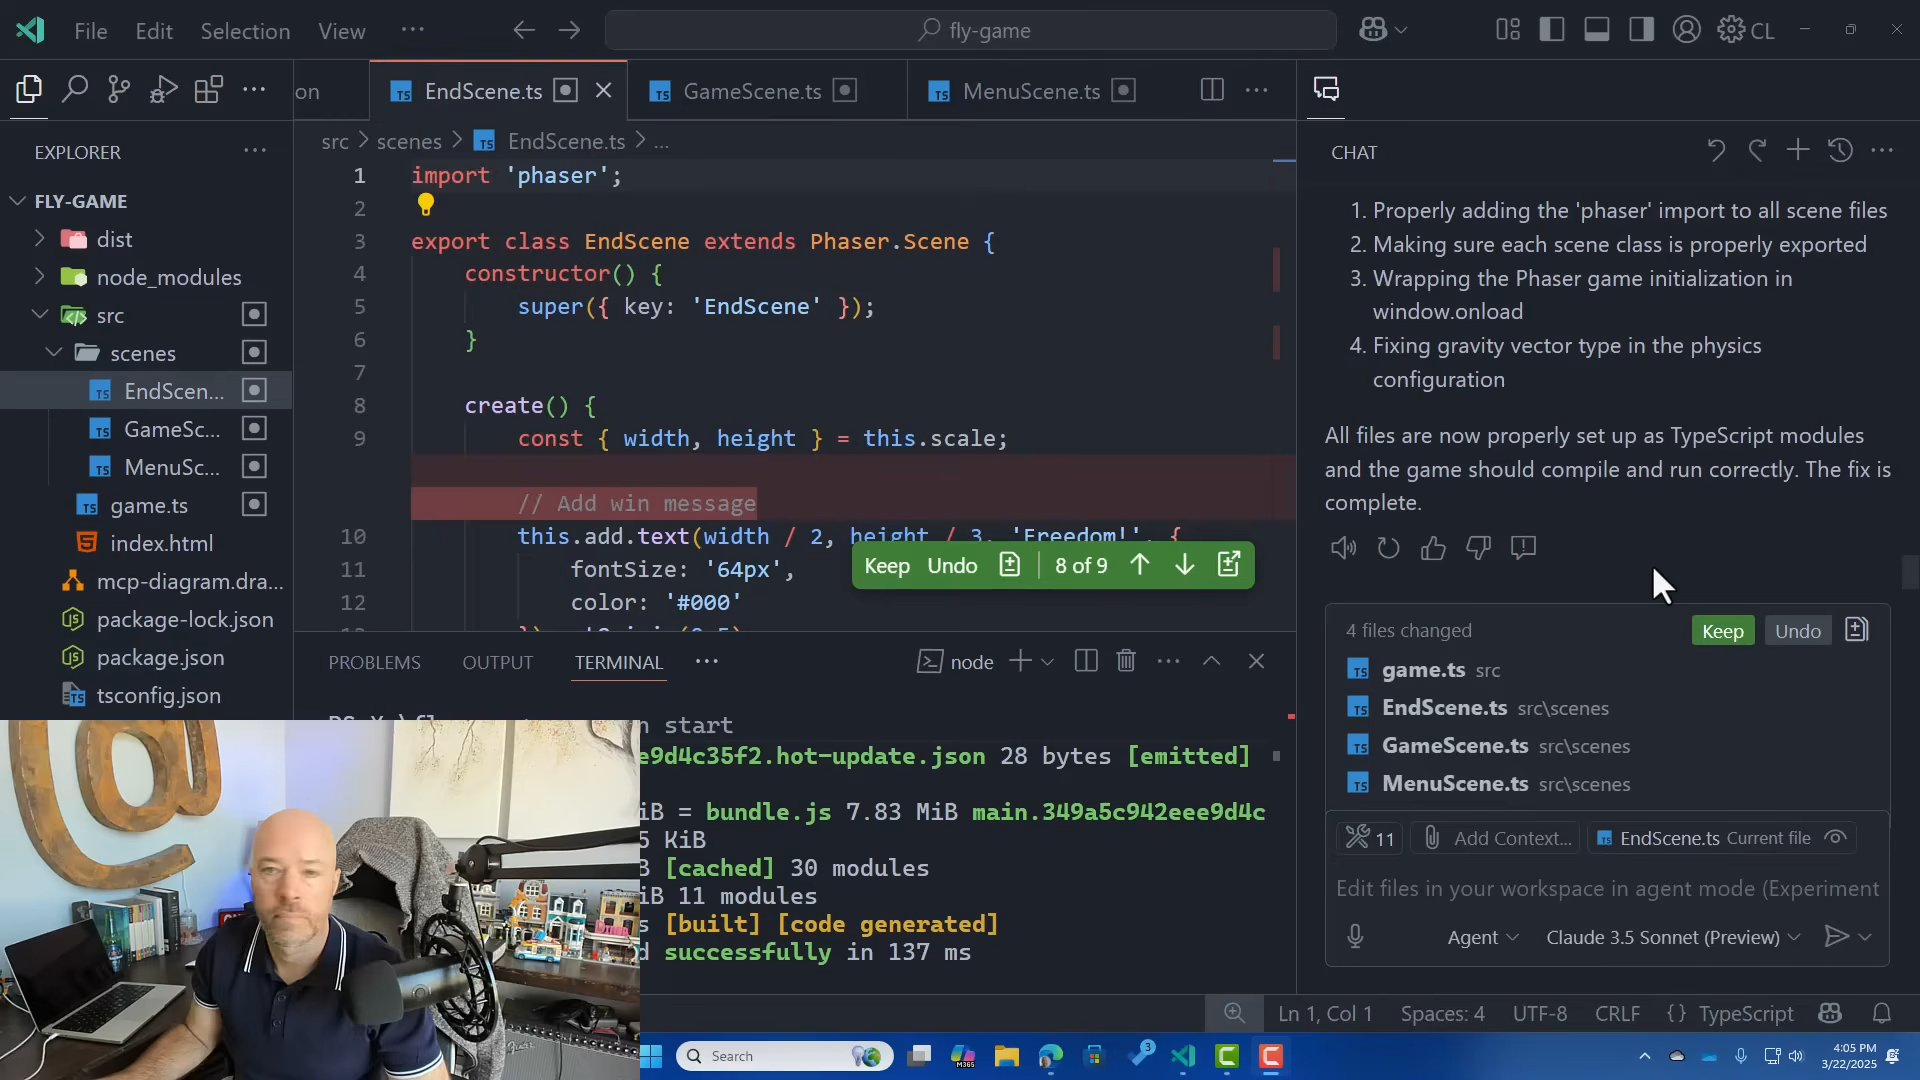 File Edit Selection View ··· fly-game CL
on EndScene.ts GameScene.ts MenuScene.ts
EXPLORER
FLY-GAME
dist
node_modules
src
scenes
EndScen...
GameSc...
MenuSc...
game.ts
index.html
mcp-diagram.dra...
package-lock.json
package.json
tsconfig.json
src > scenes > EndScene.ts > ...
1 import 'phaser';
2
3 export class EndScene extends Phaser.Scene {
4 constructor() {
5 super({ key: 'EndScene' });
6 }
7
8 create() {
9 const { width, height } = this.scale;
// Add win message
10 this.add.text(width / 2, height / 3, 'Freedom!', {
11 fontSize: '64px',
12 color: '#000'
Keep Undo 8 of 9
PROBLEMS OUTPUT TERMINAL ··· node
start
e9d4c35f2.hot-update.json 28 bytes [emitted]
iB = bundle.js 7.83 MiB main.349a5c942eee9d4c
5 KiB
B [cached] 30 modules
iB 11 modules
s [built] [code generated]
d successfully in 137 ms
CHAT
1. Properly adding the 'phaser' import to all scene files
2. Making sure each scene class is properly exported
3. Wrapping the Phaser game initialization in
window.onload
4. Fixing gravity vector type in the physics
configuration
All files are now properly set up as TypeScript modules
and the game should compile and run correctly. The fix is
complete.
4 files changed Keep Undo
game.ts src
EndScene.ts src\scenes
GameScene.ts src\scenes
MenuScene.ts src\scenes
11 Add Context... EndScene.ts Current file
Edit files in your workspace in agent mode (Experiment
Agent Claude 3.5 Sonnet (Preview)
Ln 1, Col 1 Spaces: 4 UTF-8 CRLF {} TypeScript
Search M365 3
4:05 PM
3/22/2025